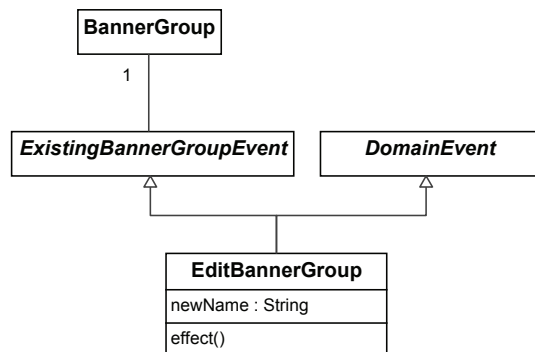 BannerGroup
1
ExistingBannerGroupEvent
DomainEvent
EditBannerGroup
newName : String
effect()